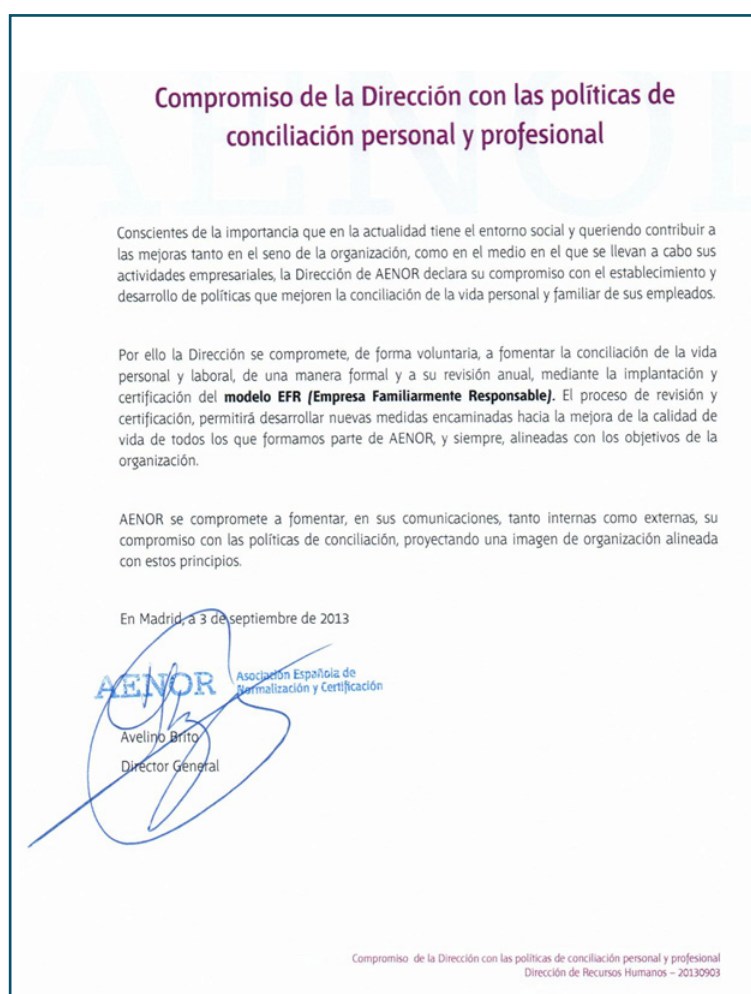 Compromiso de la Dirección con las políticas de
conciliación personal y profesional
Conscientes de la importancia que en la actualidad tiene el entorno social y queriendo contribuir a
las mejoras tanto en el seno de la organización, como en el medio en el que se llevan a cabo sus
actividades empresariales, la Dirección de AENOR declara su compromiso con el establecimiento y
desarrollo de políticas que mejoren la conciliación de la vida personal y familiar de sus empleados.
Por ello la Dirección se compromete, de forma voluntaria, a fomentar la conciliación de la vida
personal y laboral, de una manera formal y a su revisión anual, mediante la implantación y
certificación del modelo EFR (Empresa Familiarmente Responsable). El proceso de revisión y
certificación, permitirá desarrollar nuevas medidas encaminadas hacia la mejora de la calidad de
vida de todos los que formamos parte de AENOR, y siempre, alineadas con los objetivos de la
organización.
AENOR se compromete a fomentar, en sus comunicaciones, tanto internas como externas, su
compromiso con las políticas de conciliación, proyectando una imagen de organización alineada
con estos principios.
En Madrid, a 3 de septiembre de 2013
AENOR
Asociación Española de
Normalización y Certificación
Avelino Brito
Director General
Compromiso de la Dirección con las políticas de conciliación personal y profesional
Dirección de Recursos Humanos – 20130903